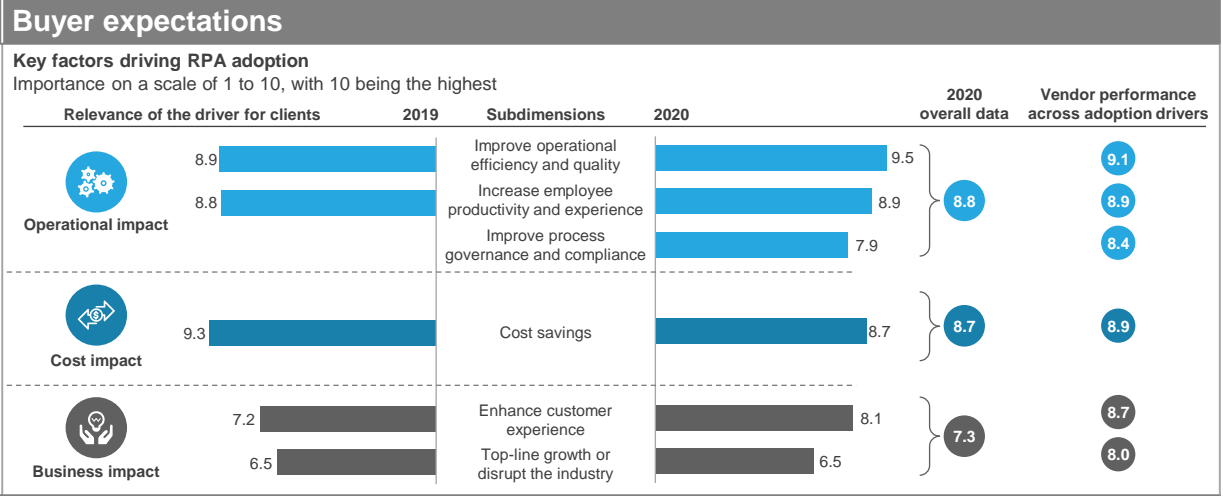 Buyer expectations
Key factors driving RPA adoption
Importance on a scale of 1 to 10, with 10 being the highest
Relevance of the driver for clients
2019
Subdimensions
2020
2020
overall data
Vendor performance
across adoption drivers
Operational impact
8.9
Improve operational
efficiency and quality
9.5
9.1
8.8
Increase employee
productivity and experience
8.9
8.8
8.9
Improve process
governance and compliance
7.9
8.4
$
Cost impact
9.3
Cost savings
8.7
8.7
8.9
Business impact
7.2
Enhance customer
experience
8.1
8.7
7.3
6.5
Top-line growth or
disrupt the industry
6.5
8.0